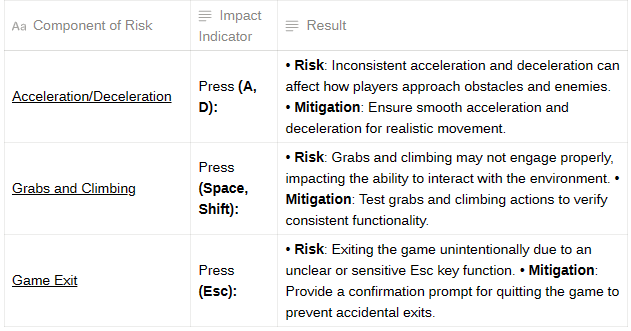 Aa Component of Risk
Impact
Indicator
Result
Acceleration/Deceleration
Press (A,
D):
• Risk: Inconsistent acceleration and deceleration can
affect how players approach obstacles and enemies.
• Mitigation: Ensure smooth acceleration and
deceleration for realistic movement.
Grabs and Climbing
Press
(Space,
Shift):
• Risk: Grabs and climbing may not engage properly,
impacting the ability to interact with the environment. •
Mitigation: Test grabs and climbing actions to verify
consistent functionality.
Game Exit
Press
(Esc):
• Risk: Exiting the game unintentionally due to an
unclear or sensitive Esc key function. • Mitigation:
Provide a confirmation prompt for quitting the game to
prevent accidental exits.